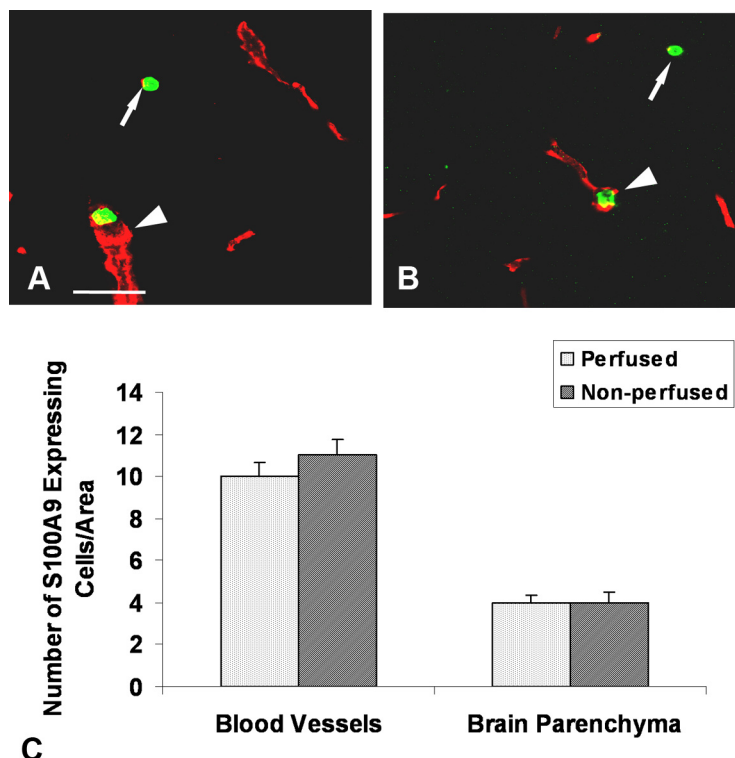 A
B
Perfused
Non-perfused
Number of S100A9 Expressing
Cells/Area
14
12
10
8
6
4
2
0
Blood Vessels
Brain Parenchyma
C